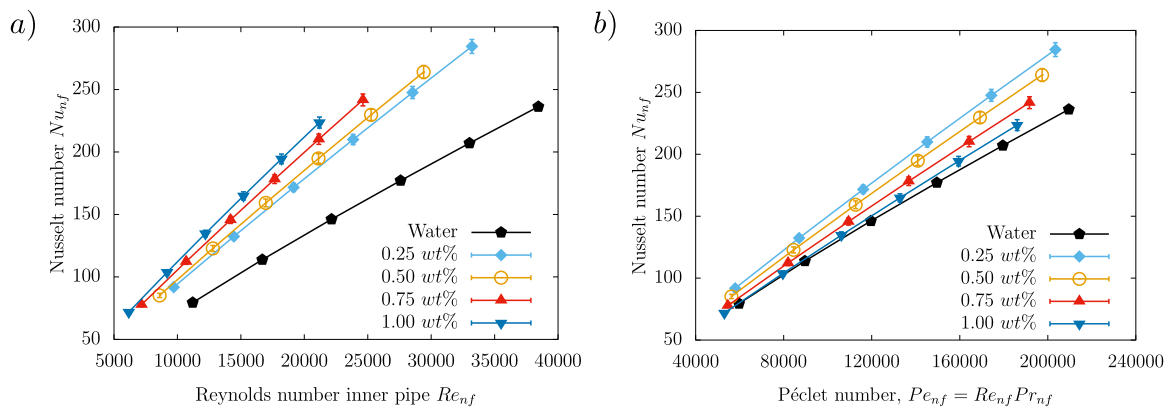 a)
Nusselt number Nu_nf
300
250
200
150
100
50
5000 10000 15000 20000 25000 30000 35000 40000
Reynolds number inner pipe Re_nf
Water
0.25 wt%
0.50 wt%
0.75 wt%
1.00 wt%
b)
Nusselt number Nu_nf
300
250
200
150
100
50
40000 80000 120000 160000 200000 240000
Péclet number, Pe_nf = Re_nf Pr_nf
Water
0.25 wt%
0.50 wt%
0.75 wt%
1.00 wt%